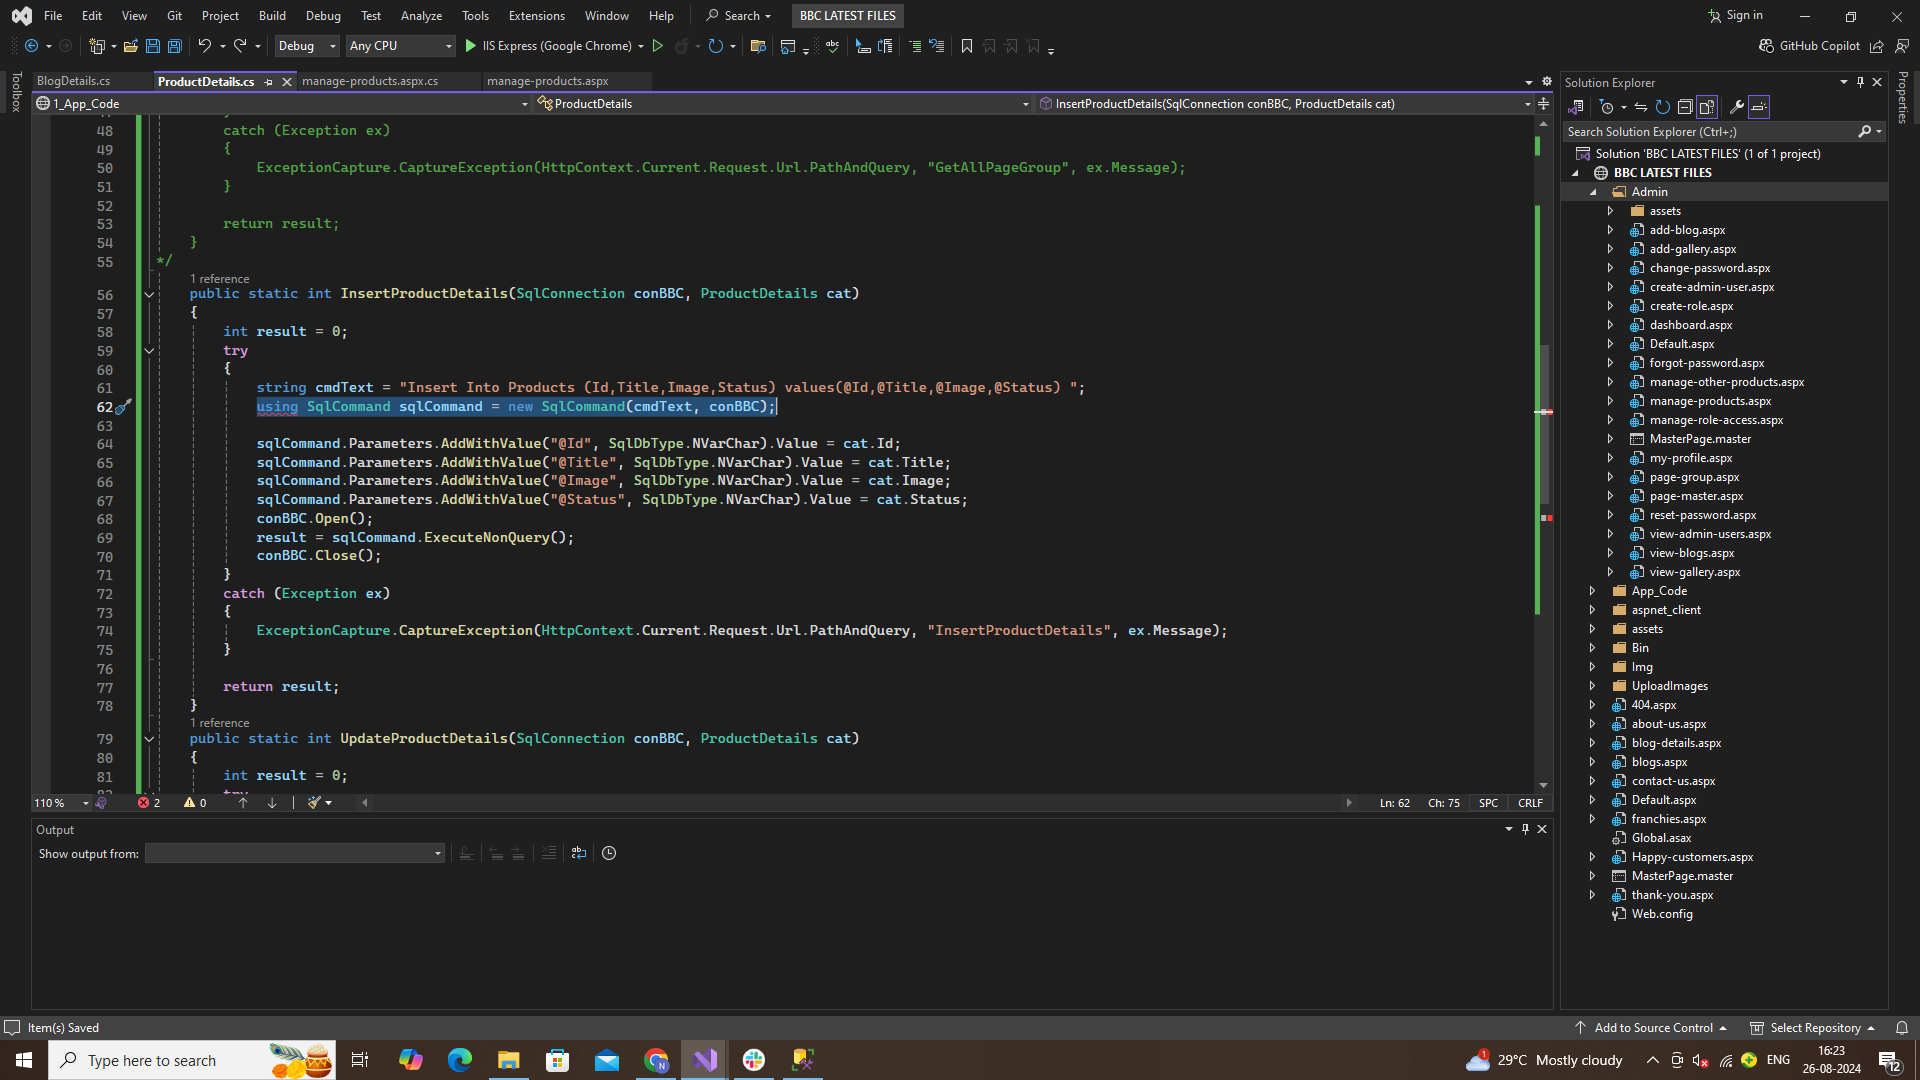 File Edit View Git Project Build Debug Test Analyze Tools Extensions Window Help Search BBC LATEST FILES Sign in
Debug Any CPU IIS Express (Google Chrome) GitHub Copilot
Toolbox
BlogDetails.cs ProductDetails.cs manage-products.aspx.cs manage-products.aspx
1_App_Code ProductDetails InsertProductDetails(SqlConnection conBBC, ProductDetails cat)
48 catch (Exception ex)
49 {
50 ExceptionCapture.CaptureException(HttpContext.Current.Request.Url.PathAndQuery, "GetAllPageGroup", ex.Message);
51 }
52
53 return result;
54 }
55 */
1 reference
56 public static int InsertProductDetails(SqlConnection conBBC, ProductDetails cat)
57 {
58 int result = 0;
59 try
60 {
61 string cmdText = "Insert Into Products (Id,Title,Image,Status) values(@Id,@Title,@Image,@Status) ";
62 using SqlCommand sqlCommand = new SqlCommand(cmdText, conBBC);
63
64 sqlCommand.Parameters.AddWithValue("@Id", SqlDbType.NVarChar).Value = cat.Id;
65 sqlCommand.Parameters.AddWithValue("@Title", SqlDbType.NVarChar).Value = cat.Title;
66 sqlCommand.Parameters.AddWithValue("@Image", SqlDbType.NVarChar).Value = cat.Image;
67 sqlCommand.Parameters.AddWithValue("@Status", SqlDbType.NVarChar).Value = cat.Status;
68 conBBC.Open();
69 result = sqlCommand.ExecuteNonQuery();
70 conBBC.Close();
71 }
72 catch (Exception ex)
73 {
74 ExceptionCapture.CaptureException(HttpContext.Current.Request.Url.PathAndQuery, "InsertProductDetails", ex.Message);
75 }
76
77 return result;
78 }
1 reference
79 public static int UpdateProductDetails(SqlConnection conBBC, ProductDetails cat)
80 {
81 int result = 0;
110 % 2 0 Ln: 62 Ch: 75 SPC CRLF
Output
Show output from:
Solution Explorer
Search Solution Explorer (Ctrl+;)
Solution 'BBC LATEST FILES' (1 of 1 project)
BBC LATEST FILES
Admin
assets
add-blog.aspx
add-gallery.aspx
change-password.aspx
create-admin-user.aspx
create-role.aspx
dashboard.aspx
Default.aspx
forgot-password.aspx
manage-other-products.aspx
manage-products.aspx
manage-role-access.aspx
MasterPage.master
my-profile.aspx
page-group.aspx
page-master.aspx
reset-password.aspx
view-admin-users.aspx
view-blogs.aspx
view-gallery.aspx
App_Code
aspnet_client
assets
Bin
Img
UploadImages
404.aspx
about-us.aspx
blog-details.aspx
blogs.aspx
contact-us.aspx
Default.aspx
franchies.aspx
Global.asax
Happy-customers.aspx
MasterPage.master
thank-you.aspx
Web.config
Properties
Item(s) Saved Add to Source Control Select Repository
Type here to search 1 29°C Mostly cloudy ENG 16:23
26-08-2024 12